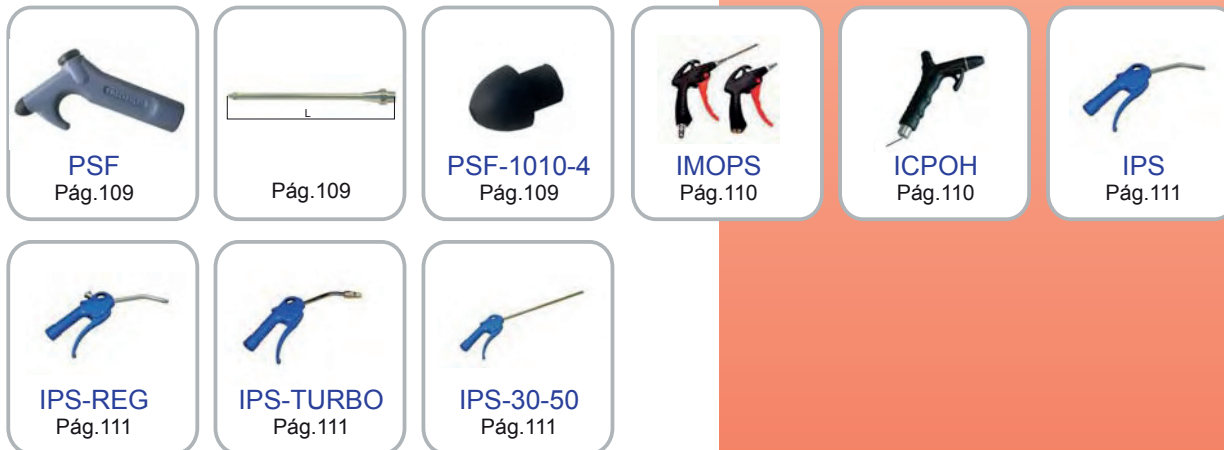 PSF
Pág.109
L
Pág.109
PSF-1010-4
Pág.109
IMOPS
Pág.110
ICPOH
Pág.110
IPS
Pág.111
IPS-REG
Pág.111
IPS-TURBO
Pág.111
IPS-30-50
Pág.111